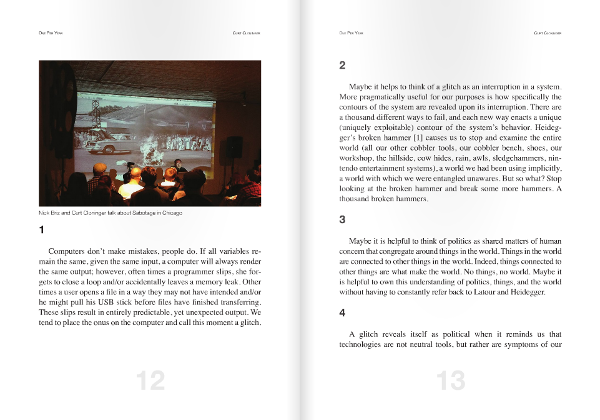 One Per Year
Curt Cloninger
Nick Briz and Curt Cloninger talk about Sabotage in Chicago
1
Computers don't make mistakes, people do. If all variables re-
main the same, given the same input, a computer will always render
the same output; however, often times a programmer slips, she for-
gets to close a loop and/or accidentally leaves a memory leak. Other
times a user opens a file in a way they may not have intended and/or
he might pull his USB stick before files have finished transferring.
These slips result in entirely predictable, yet unexpected output. We
tend to place the onus on the computer and call this moment a glitch.
12
One Per Year
Curt Cloninger
2
Maybe it helps to think of a glitch as an interruption in a system.
More pragmatically useful for our purposes is how specifically the
contours of the system are revealed upon its interruption. There are
a thousand different ways to fail, and each new way enacts a unique
(uniquely exploitable) contour of the system's behavior. Heideg-
ger's broken hammer [1] causes us to stop and examine the entire
world (all our other cobbler tools, our cobbler bench, shoes, our
workshop, the hillside, cow hides, rain, awls, sledgehammers, nin-
tendo entertainment systems), a world we had been using implicitly,
a world with which we were entangled unawares. But so what? Stop
looking at the broken hammer and break some more hammers. A
thousand broken hammers.
3
Maybe it is helpful to think of politics as shared matters of human
concern that congregate around things in the world. Things in the world
are connected to other things in the world. Indeed, things connected to
other things are what make the world. No things, no world. Maybe it
is helpful to own this understanding of politics, things, and the world
without having to constantly refer back to Latour and Heidegger.
4
A glitch reveals itself as political when it reminds us that
technologies are not neutral tools, but rather are symptoms of our
13